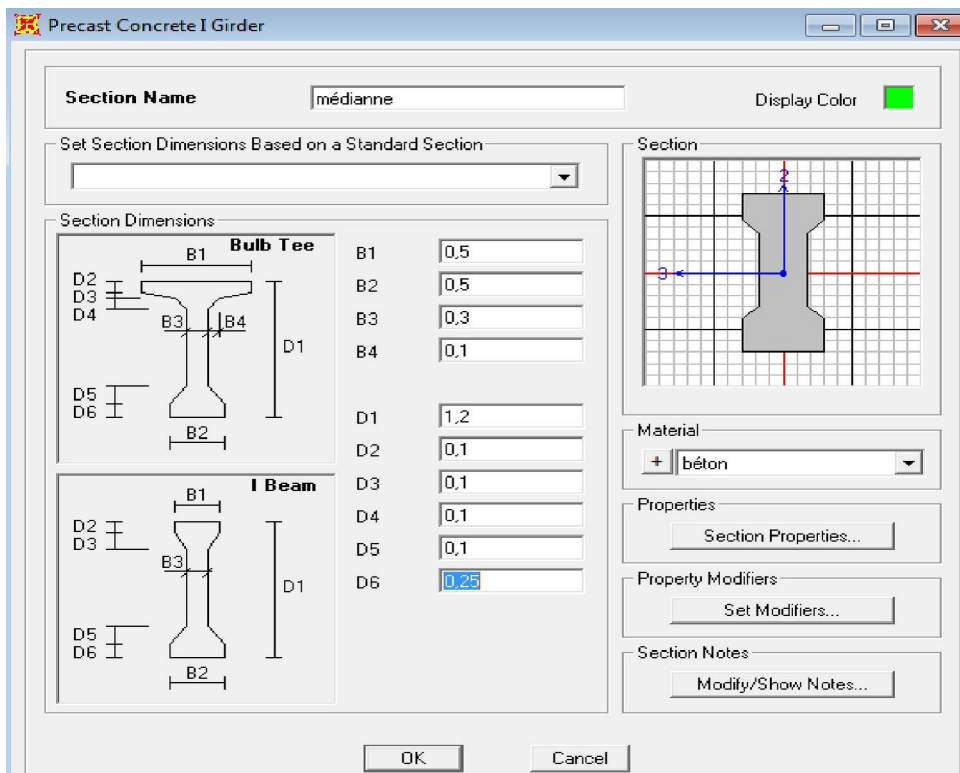 Precast Concrete I Girder
Section Name médianne Display Color
Set Section Dimensions Based on a Standard Section
Section Dimensions
Bulb Tee
B1
D2
D3
D4
B3 B4
D1
D5
D6
B2
I Beam
B1
D2
D3
B3
D1
D5
D6
B2
B1 0,5
B2 0,5
B3 0,3
B4 0,1
D1 1,2
D2 0,1
D3 0,1
D4 0,1
D5 0,1
D6 0,25
Section
2
3
Material
+ béton
Properties
Section Properties...
Property Modifiers
Set Modifiers...
Section Notes
Modify/Show Notes...
OK Cancel